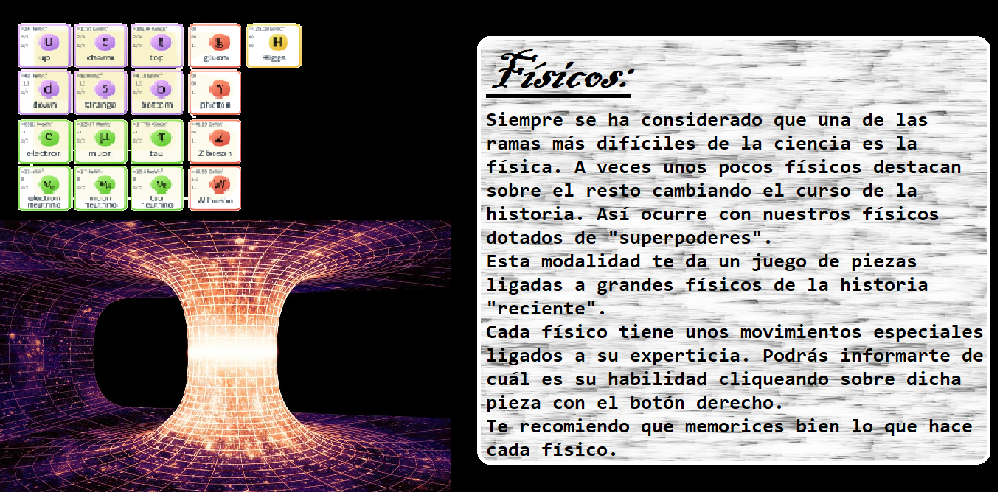 u c t g H
up charm top gluon Higgs
d s b γ
down strange bottom photon
e μ τ Z
electron muon tau Z boson
νe νμ ντ W
electron neutrino muon neutrino tau neutrino W boson
Físicos:
Siempre se ha considerado que una de las
ramas más difíciles de la ciencia es la
física. A veces unos pocos físicos destacan
sobre el resto cambiando el curso de la
historia. Así ocurre con nuestros físicos
dotados de "superpoderes".
Esta modalidad te da un juego de piezas
ligadas a grandes físicos de la historia
"reciente".
Cada físico tiene unos movimientos especiales
ligados a su experticia. Podrás informarte de
cuál es su habilidad cliqueando sobre dicha
pieza con el botón derecho.
Te recomiendo que memorices bien lo que hace
cada físico.